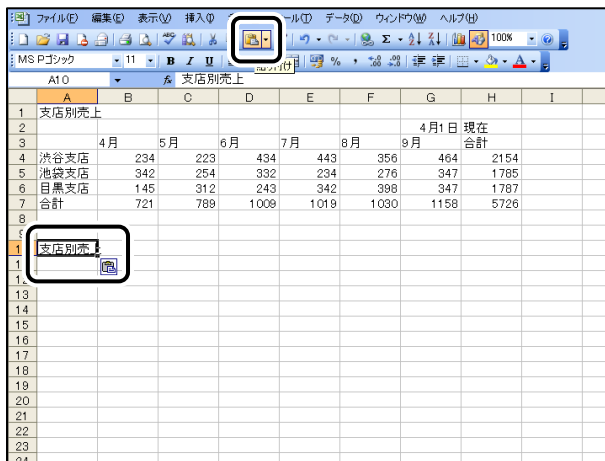 ファイル(F) 編集(E) 表示(V) 挿入(I) ール(T) データ(D) ウィンドウ(W) ヘルプ(H)
Σ 100%
MS Pゴシック 11 B I U 付け % ,
A10 fx 支店別売上
A B C D E F G H I
1 支店別売上
2 4月1日 現在
3 4月 5月 6月 7月 8月 9月 合計
4 渋谷支店 234 223 434 443 356 464 2154
5 池袋支店 342 254 332 234 276 347 1785
6 目黒支店 145 312 243 342 398 347 1787
7 合計 721 789 1009 1019 1030 1158 5726
8
支店別売
13
14
15
16
17
18
19
20
21
22
23